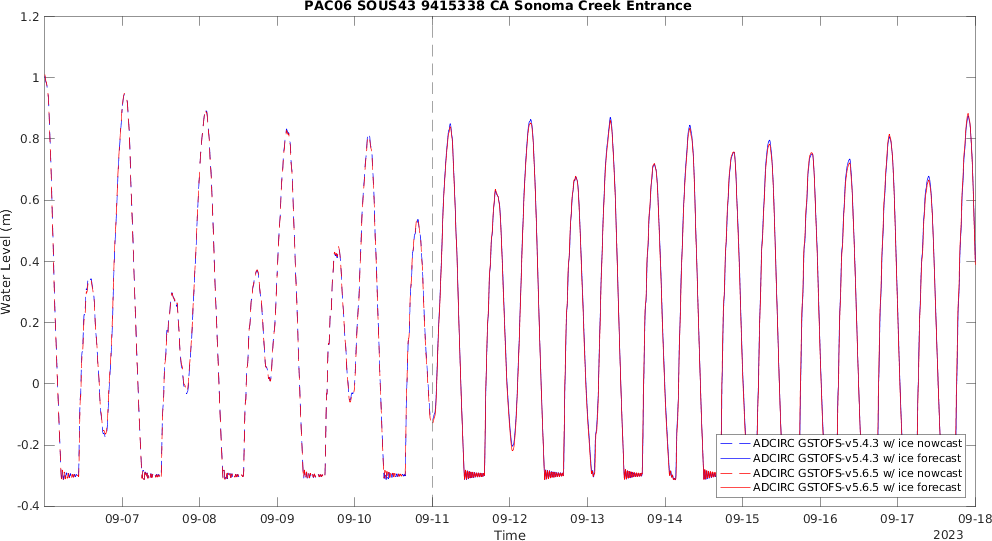 PAC06 SOUS43 9415338 CA Sonoma Creek Entrance
1.2
1
0.8
0.6
0.4
0.2
0
-0.2
-0.4
Water Level (m)
ADCIRC GSTOFS-v5.4.3 w/ ice nowcast
ADCIRC GSTOFS-v5.4.3 w/ ice forecast
ADCIRC GSTOFS-v5.6.5 w/ ice nowcast
ADCIRC GSTOFS-v5.6.5 w/ ice forecast
09-07 09-08 09-09 09-10 09-11 09-12 09-13 09-14 09-15 09-16 09-17 09-18
Time
2023